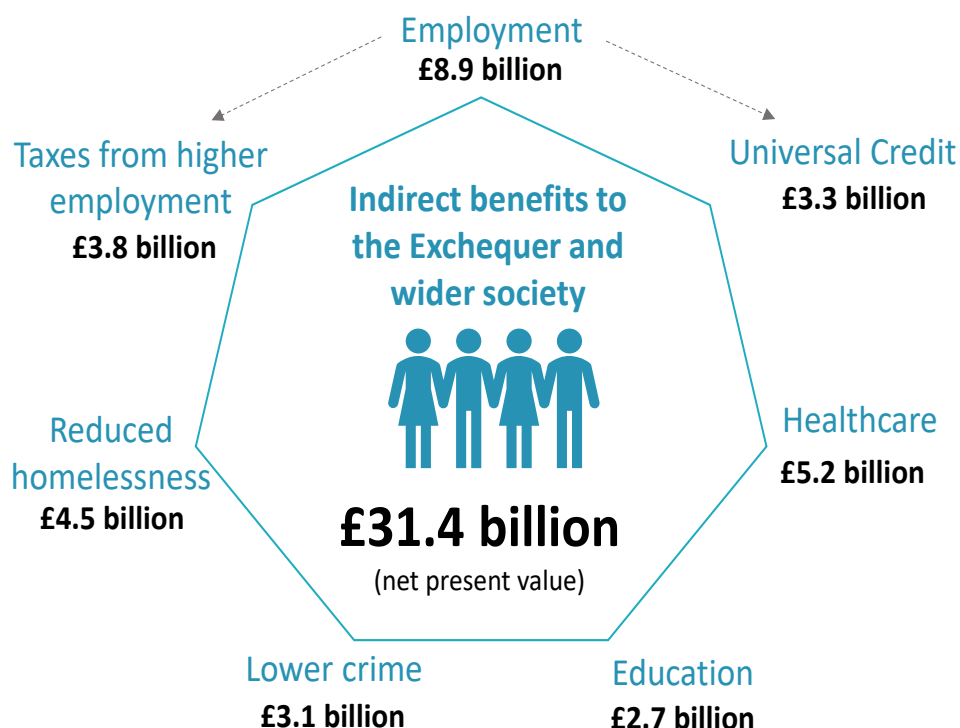 Employment
£8.9 billion
Taxes from higher
employment
£3.8 billion
Universal Credit
£3.3 billion
Indirect benefits to
the Exchequer and
wider society
Reduced
homelessness
£4.5 billion
Healthcare
£5.2 billion
£31.4 billion
(net present value)
Lower crime
£3.1 billion
Education
£2.7 billion